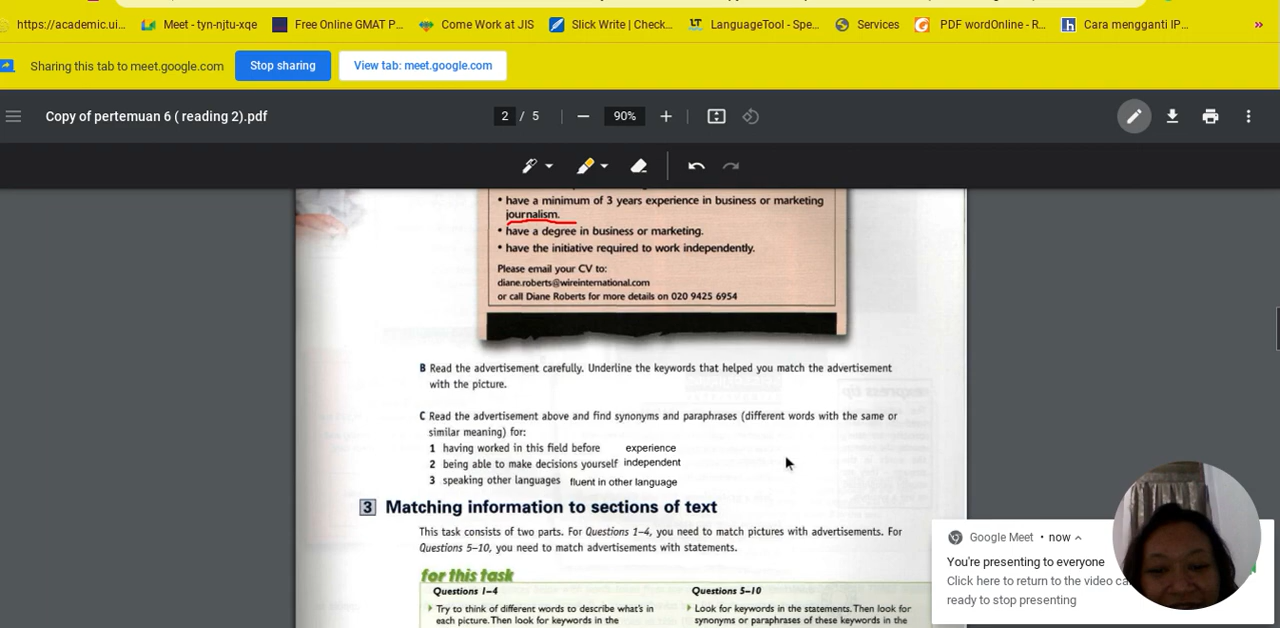 https://academic.ui...
Meet - tyn-njtu-xqe
Free Online GMAT P...
Come Work at JIS
Slick Write | Check...
LT
LanguageTool - Spe...
Services
PDF wordOnline - R...
h
Cara mengganti IP...
»
Sharing this tab to meet.google.com
Stop sharing
View tab: meet.google.com
Copy of pertemuan 6 ( reading 2).pdf
2 / 5
90%
• have a minimum of 3 years experience in business or marketing
journalism.
• have a degree in business or marketing.
• have the initiative required to work independently.
Please email your CV to:
diane.roberts@wireinternational.com
or call Diane Roberts for more details on 020 9425 6954
B Read the advertisement carefully. Underline the keywords that helped you match the advertisement
with the picture.
C Read the advertisement above and find synonyms and paraphrases (different words with the same or
similar meaning) for:
1 having worked in this field before experience
2 being able to make decisions yourself independent
3 speaking other languages fluent in other language
3 Matching information to sections of text
This task consists of two parts. For Questions 1–4, you need to match pictures with advertisements. For
Questions 5–10, you need to match advertisements with statements.
for this task
Questions 1–4
Try to think of different words to describe what's in
each picture. Then look for keywords in the
Questions 5–10
Look for keywords in the statements. Then look for
synonyms or paraphrases of these keywords in the
Google Meet • now
You're presenting to everyone
Click here to return to the video
ready to stop presenting